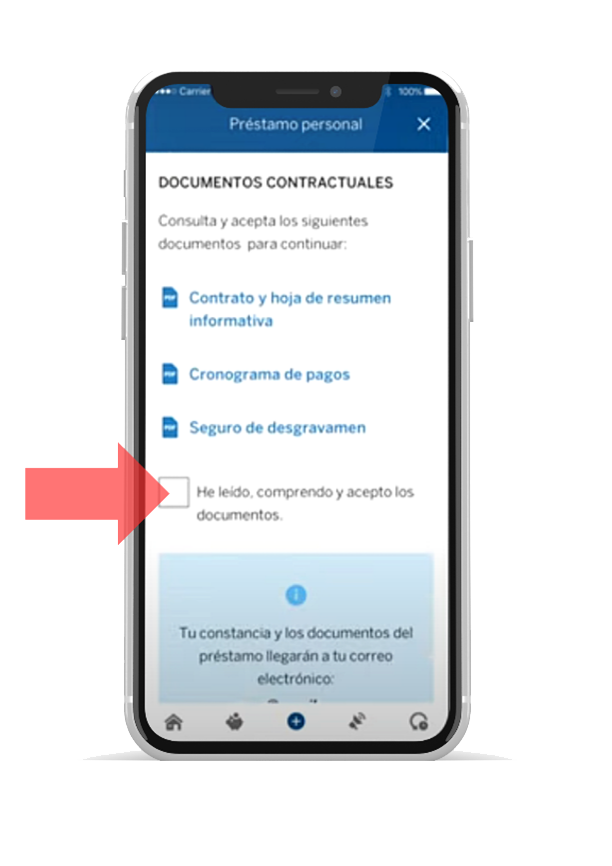 Carrier
100%
Préstamo personal
DOCUMENTOS CONTRACTUALES
Consulta y acepta los siguientes
documentos para continuar:
PDF
Contrato y hoja de resumen
informativa
PDF
Cronograma de pagos
PDF
Seguro de desgravamen
He leído, comprendo y acepto los
documentos.
Tu constancia y los documentos del
préstamo llegarán a tu correo
electrónico: